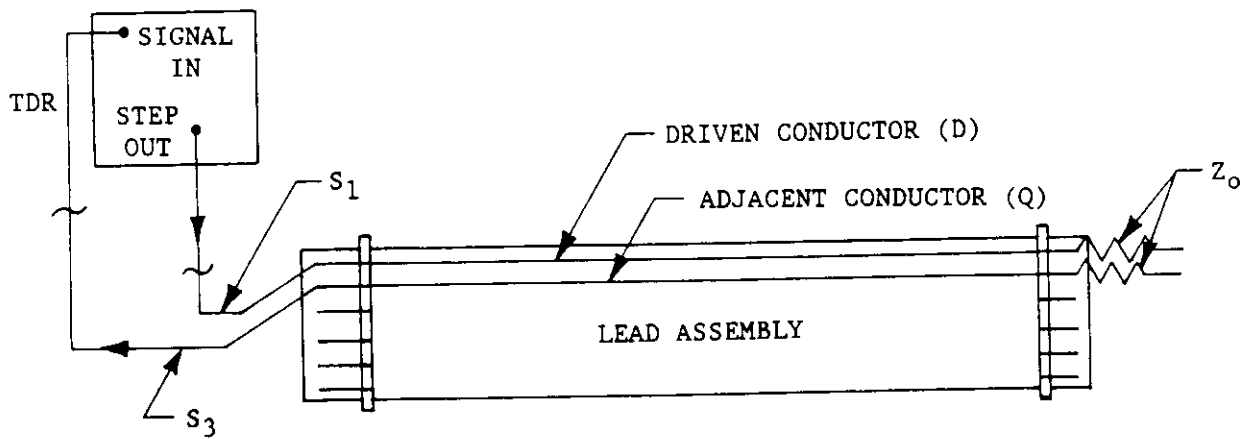 SIGNAL
IN
TDR
STEP
OUT
DRIVEN CONDUCTOR (D)
S1
ADJACENT CONDUCTOR (Q)
Zo
LEAD ASSEMBLY
S3